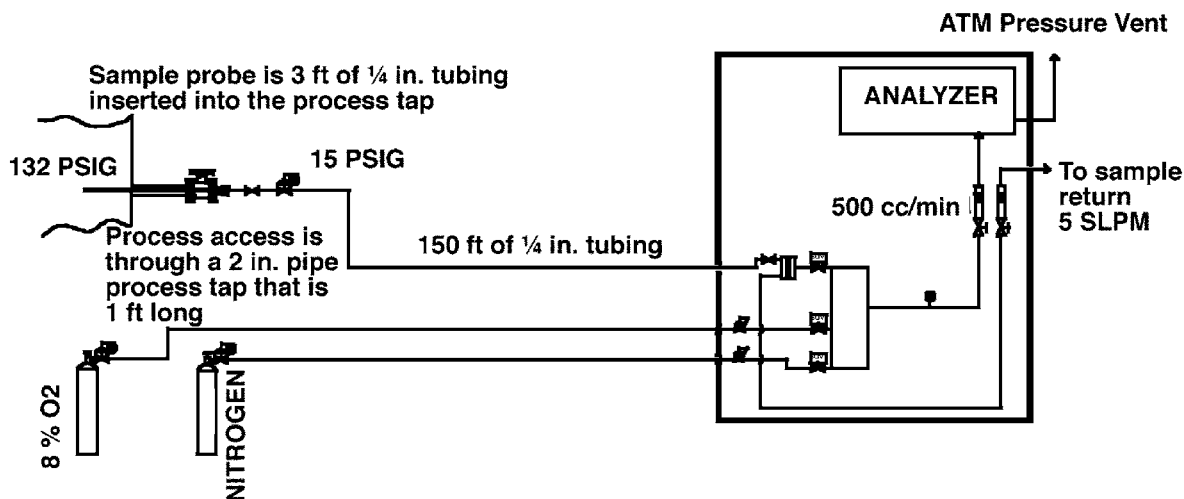 ATM Pressure Vent
Sample probe is 3 ft of ¼ in. tubing
inserted into the process tap
ANALYZER
132 PSIG
15 PSIG
To sample
return
5 SLPM
500 cc/min
Process access is
through a 2 in. pipe
process tap that is
1 ft long
150 ft of ¼ in. tubing
8 % O2
NITROGEN